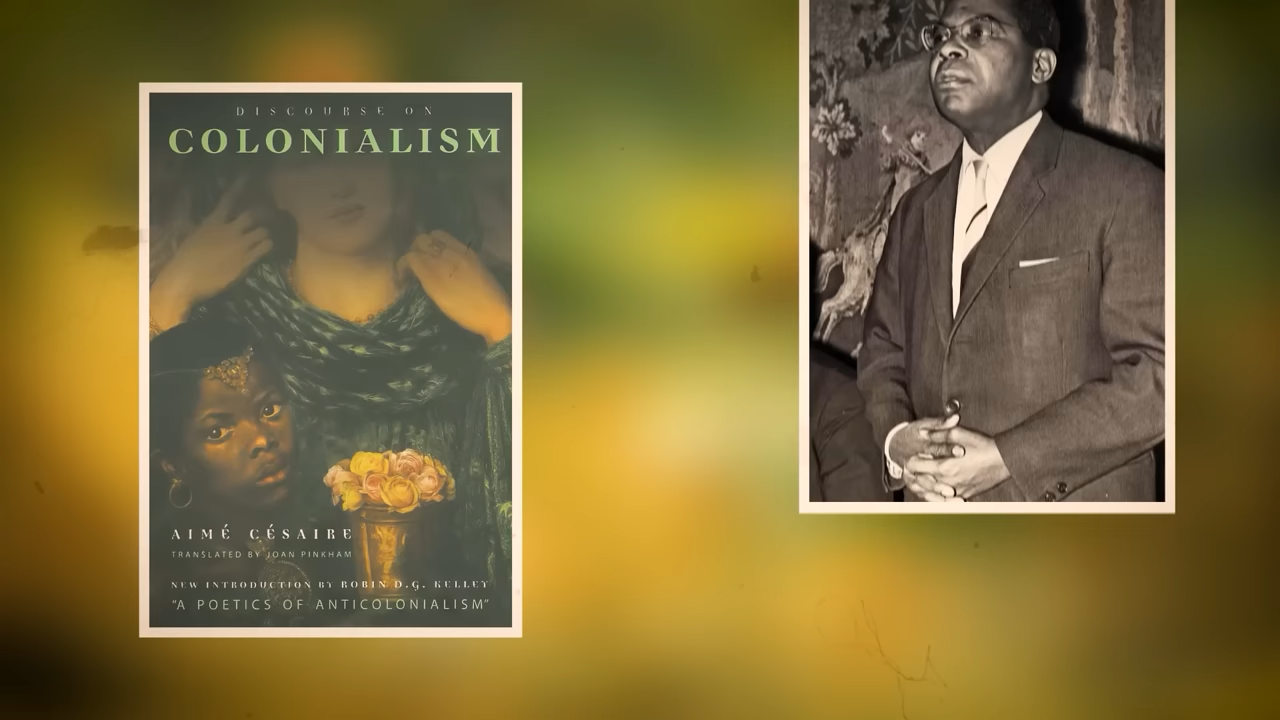 DISCOURSE ON
COLONIALISM
AIMÉ CÉSAIRE
TRANSLATED BY JOAN PINKHAM
NEW INTRODUCTION BY ROBIN D.G. KELLEY
"A POETICS OF ANTICOLONIALISM"